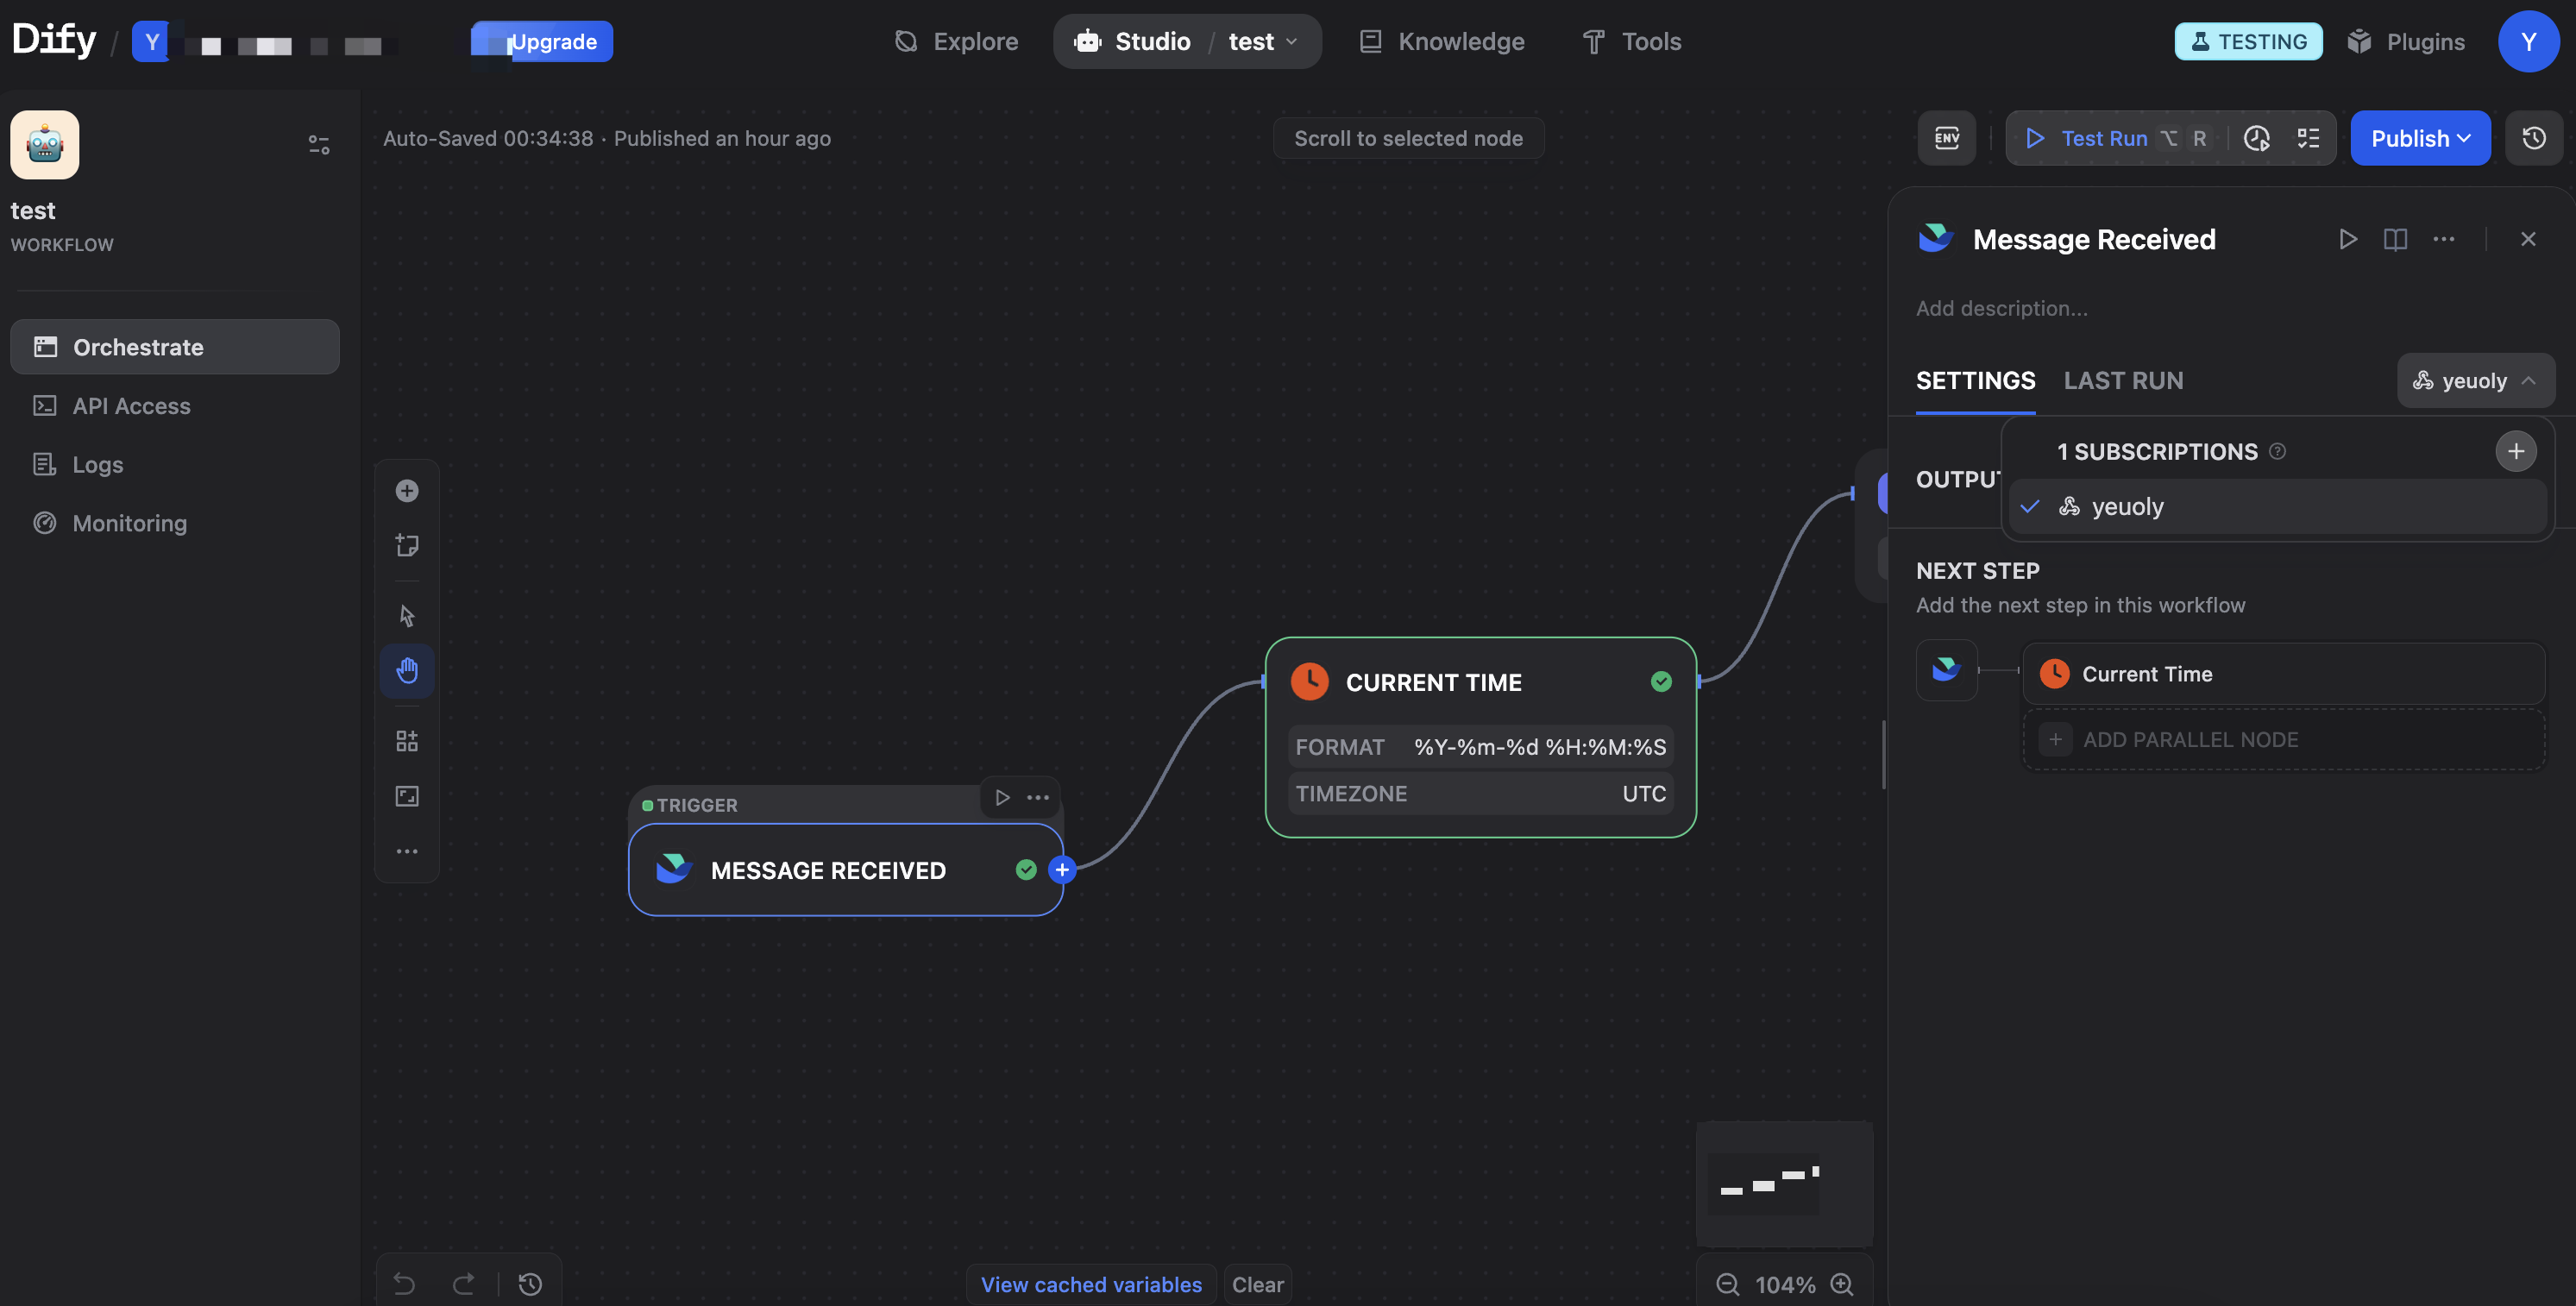 Dify / Y Upgrade
Explore
Studio / test
Knowledge
Tools
TESTING
Plugins
Y
test
WORKFLOW
Orchestrate
API Access
Logs
Monitoring
Auto-Saved 00:34:38 · Published an hour ago
Scroll to selected node
ENV
Test Run ⌥ R
Publish
TRIGGER
MESSAGE RECEIVED
CURRENT TIME
FORMAT %Y-%m-%d %H:%M:%S
TIMEZONE UTC
View cached variables
Clear
104%
Message Received
Add description...
SETTINGS
LAST RUN
yeuoly
1 SUBSCRIPTIONS
yeuoly
OUTPUT
NEXT STEP
Add the next step in this workflow
Current Time
ADD PARALLEL NODE